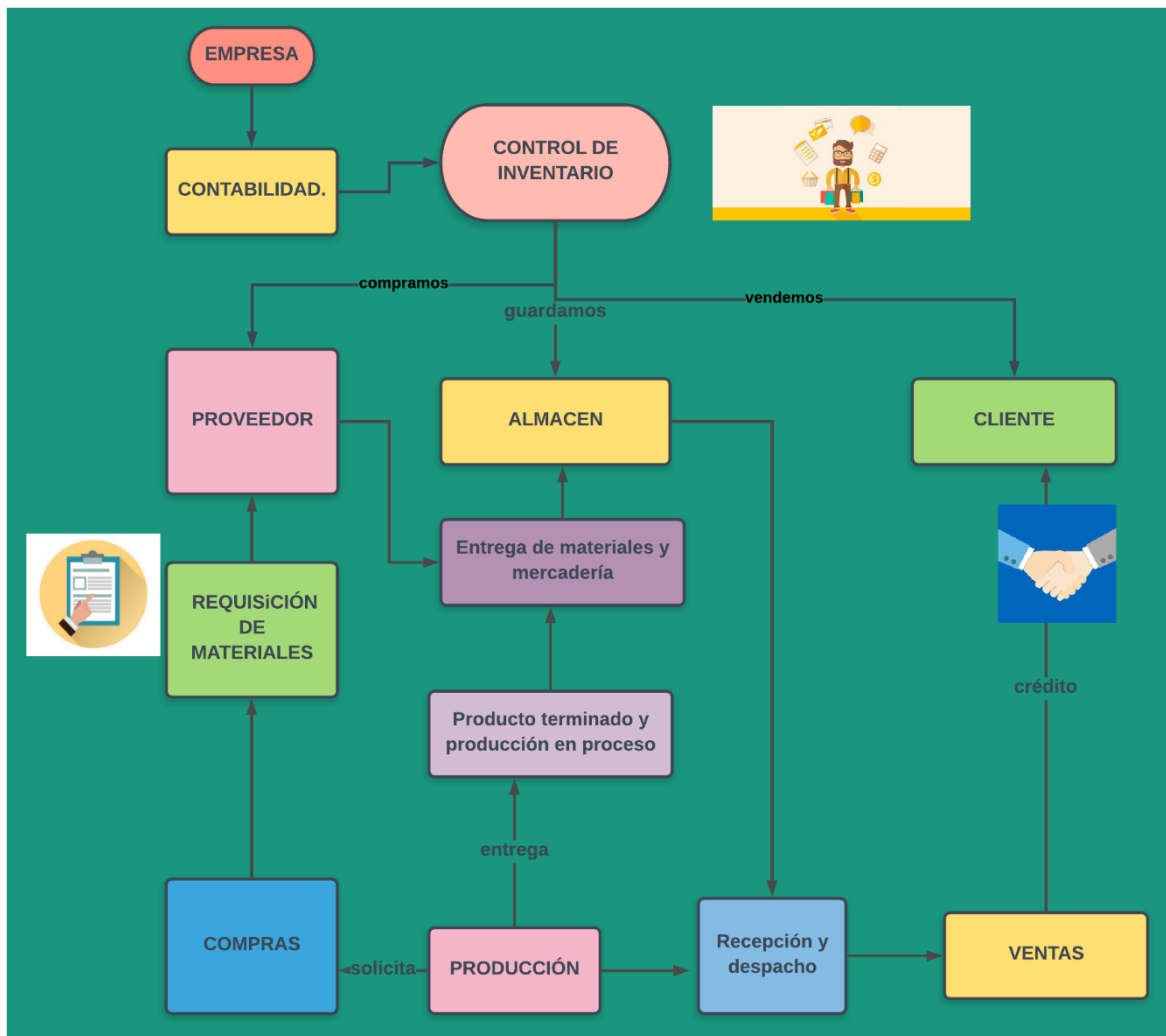 EMPRESA
CONTABILIDAD.
CONTROL DE
INVENTARIO
compramos
guardamos
vendemos
PROVEEDOR
ALMACEN
CLIENTE
Entrega de materiales y
mercadería
REQUISiCIÓN
DE
MATERIALES
crédito
Producto terminado y
producción en proceso
entrega
COMPRAS
solicita
PRODUCCIÓN
Recepción y
despacho
VENTAS